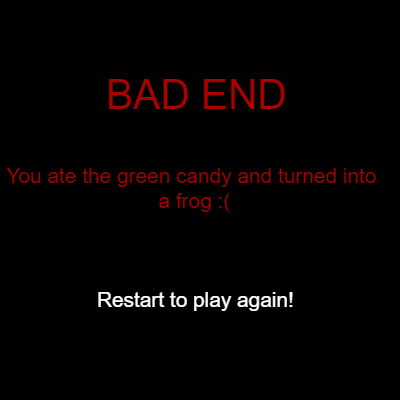 BAD END
You ate the green candy and turned into
a frog :(
Restart to play again!